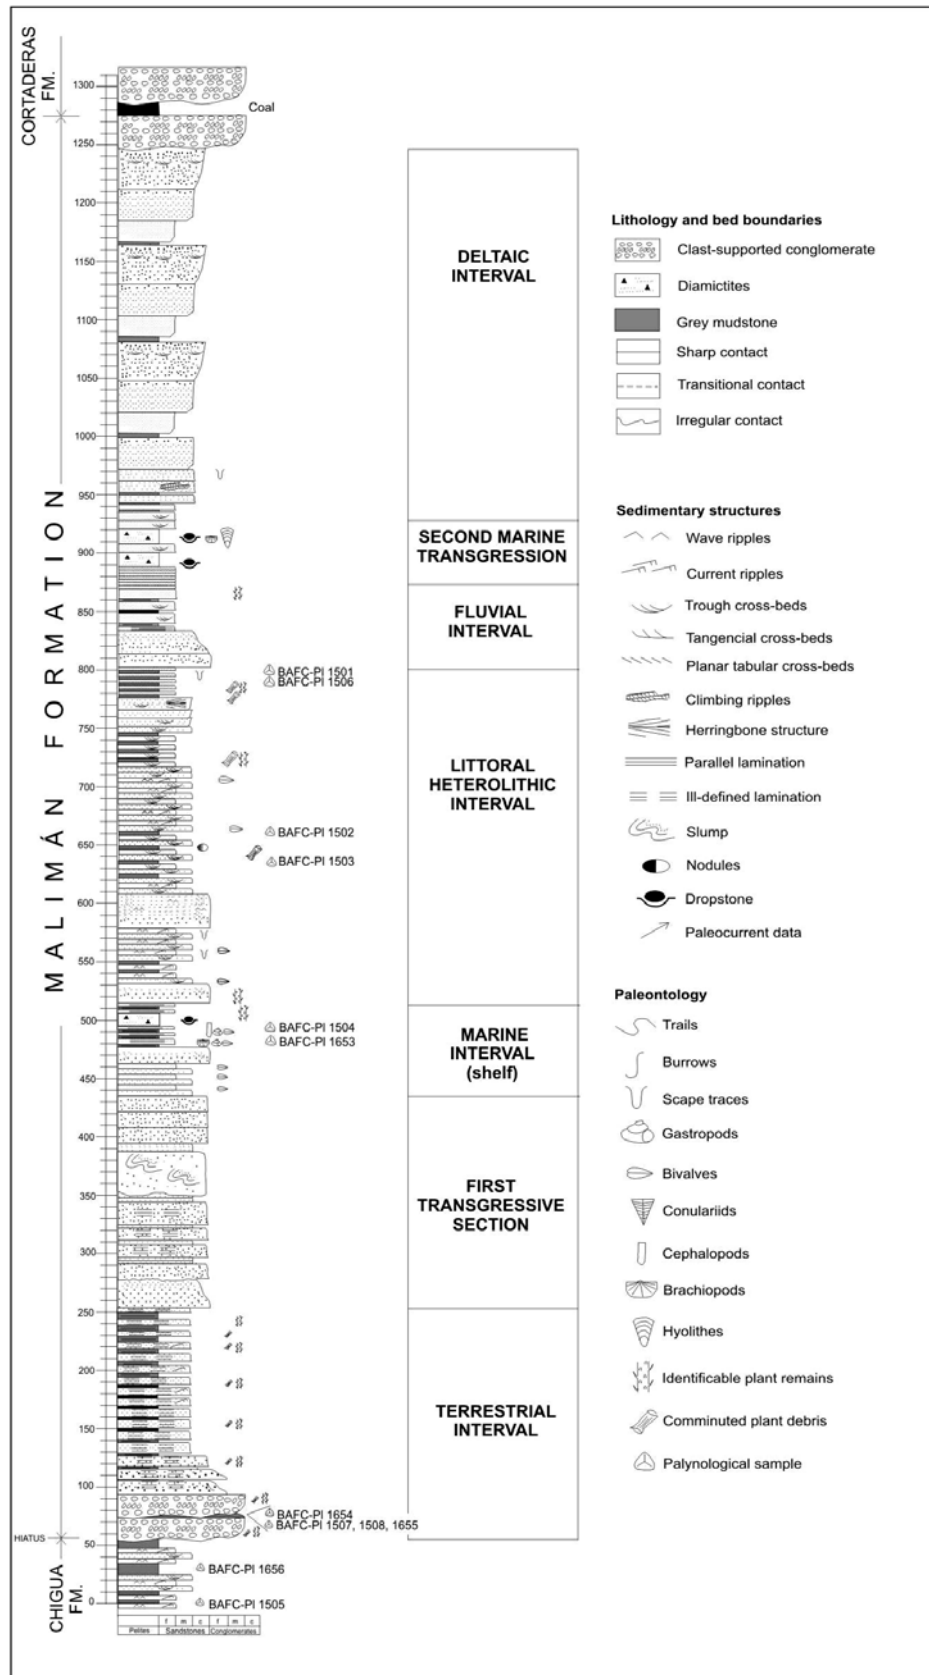 CORTADERAS
FM.
MALIMÁN FORMATION
HIATUS
CHIGUA
FM.
1300
1250
1200
1150
1100
1050
1000
950
900
850
800
750
700
650
600
550
500
450
400
350
300
250
200
150
100
50
0
Coal
BAFC-Pl 1501
BAFC-Pl 1506
BAFC-Pl 1502
BAFC-Pl 1503
BAFC-Pl 1504
BAFC-Pl 1653
BAFC-Pl 1654
BAFC-Pl 1507, 1508, 1655
BAFC-Pl 1656
BAFC-Pl 1505
f m c f m c
Pelites Sandstones Conglomerates
DELTAIC
INTERVAL
SECOND MARINE
TRANSGRESSION
FLUVIAL
INTERVAL
LITTORAL
HETEROLITHIC
INTERVAL
MARINE
INTERVAL
(shelf)
FIRST
TRANSGRESSIVE
SECTION
TERRESTRIAL
INTERVAL
Lithology and bed boundaries
Clast-supported conglomerate
Diamictites
Grey mudstone
Sharp contact
Transitional contact
Irregular contact
Sedimentary structures
Wave ripples
Current ripples
Trough cross-beds
Tangencial cross-beds
Planar tabular cross-beds
Climbing ripples
Herringbone structure
Parallel lamination
Ill-defined lamination
Slump
Nodules
Dropstone
Paleocurrent data
Paleontology
Trails
Burrows
Scape traces
Gastropods
Bivalves
Conulariids
Cephalopods
Brachiopods
Hyolithes
Identificable plant remains
Comminuted plant debris
Palynological sample